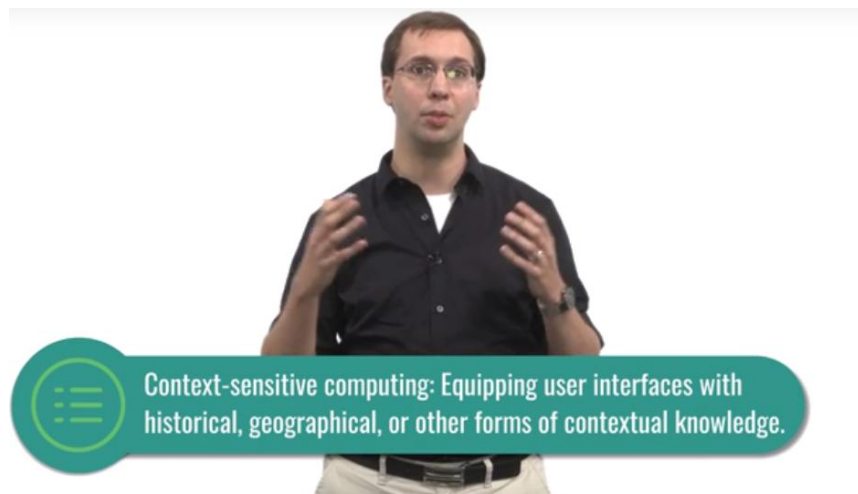 Context-sensitive computing: Equipping user interfaces with
historical, geographical, or other forms of contextual knowledge.